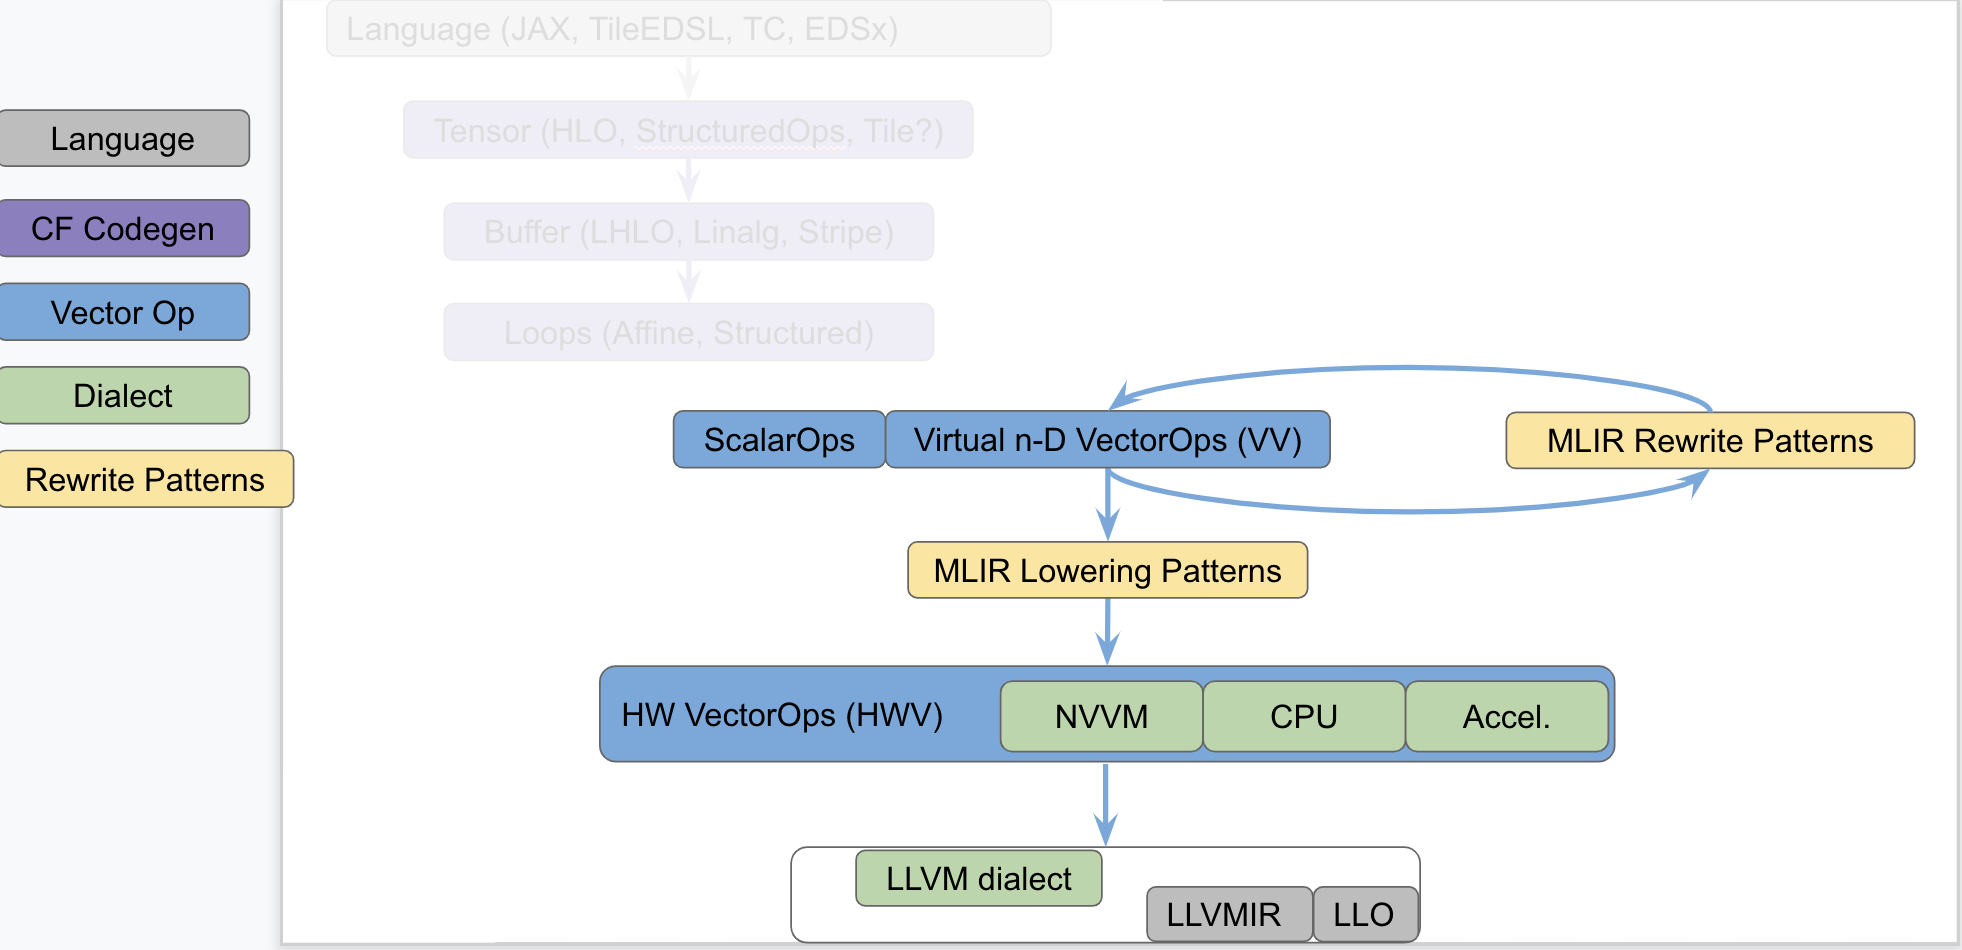 Language (JAX, TileEDSL, TC, EDSx)
Tensor (HLO, StructuredOps, Tile?)
Buffer (LHLO, Linalg, Stripe)
Loops (Affine, Structured)
Language
CF Codegen
Vector Op
Dialect
Rewrite Patterns
ScalarOps
Virtual n-D VectorOps (VV)
MLIR Rewrite Patterns
MLIR Lowering Patterns
HW VectorOps (HWV)
NVVM
CPU
Accel.
LLVM dialect
LLVMIR
LLO